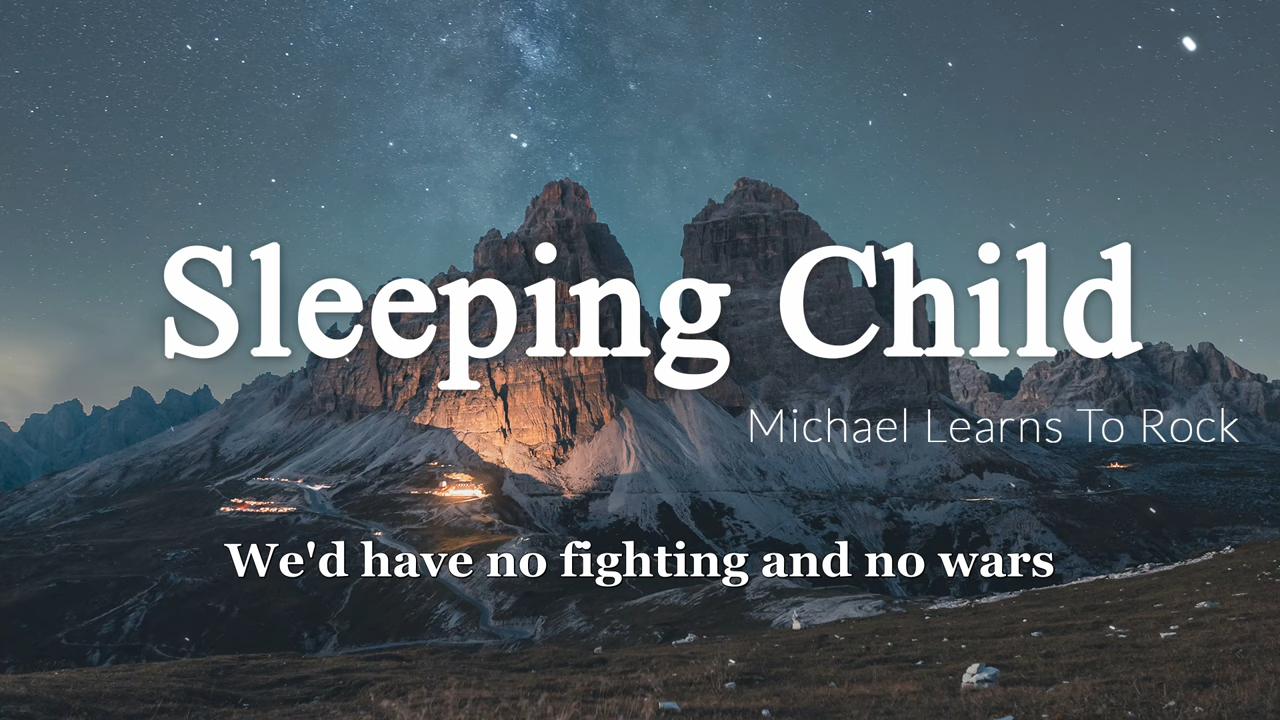 Sleeping Child
Michael Learns To Rock
We'd have no fighting and no wars